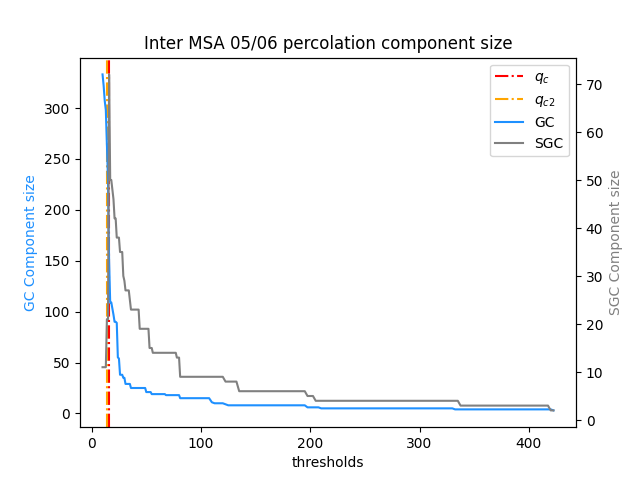 Inter MSA 05/06 percolation component size
q_c
q_c2
GC
SGC
GC Component size
300
250
200
150
100
50
0
SGC Component size
70
60
50
40
30
20
10
0
0 100 200 300 400
thresholds